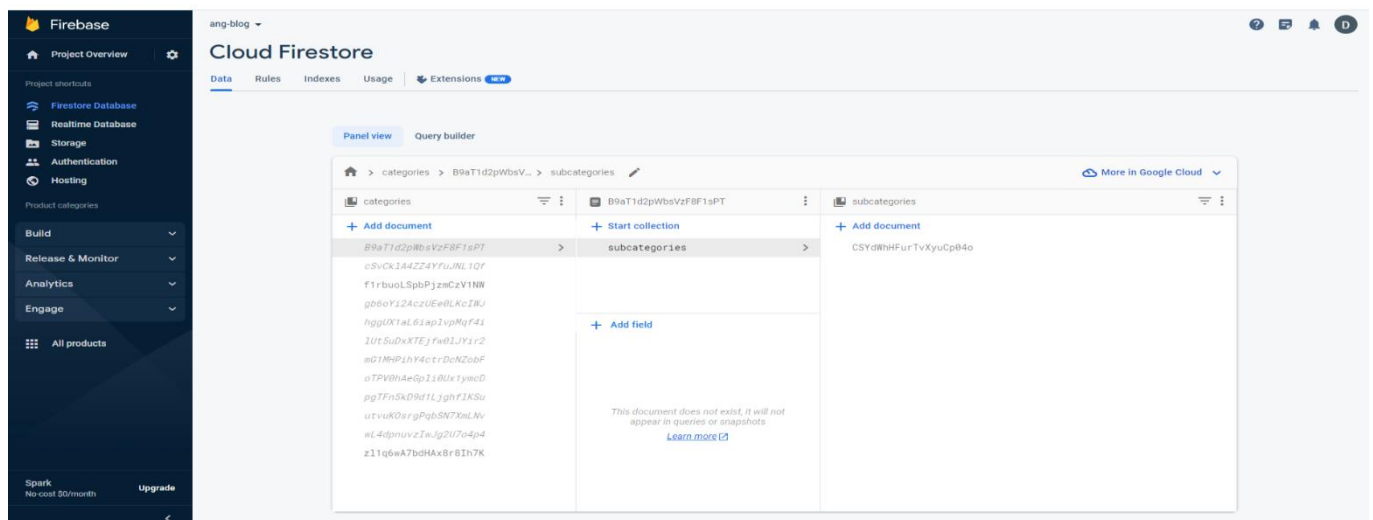 Firebase
Project Overview
Project shortcuts
Firestore Database
Realtime Database
Storage
Authentication
Hosting
Product categories
Build
Release & Monitor
Analytics
Engage
All products
Spark
No-cost $0/month
Upgrade
ang-blog
Cloud Firestore
Data Rules Indexes Usage Extensions NEW
D
Panel view Query builder
> categories > B9aT1d2pWbsV... > subcategories
More in Google Cloud
categories
+ Add document
B9aT1d2pWbsVzF8F1sPT
cSvCk1A4ZZ4YfuJNL1Qf
f1rbuoLSpbPjzmCzV1NW
gb6oYi2AczUEe0LKcIWJ
hggUX1aL6iapIvpMqf4i
lUtSuDxXTEjfw01JYir2
mG1MHPihY4ctrDcNZobF
oTPV0hAeGpli0Ux1ymcD
pgTFnSkD9d1Ljghf1KSu
utvuKOsrgPqbSN7XmLNv
wL4dpnuvzIwJg2U7o4p4
zl1q6wA7bdHAx8r8Ih7K
B9aT1d2pWbsVzF8F1sPT
+ Start collection
subcategories
+ Add field
This document does not exist, it will not
appear in queries or snapshots
Learn more
subcategories
+ Add document
CSYdWhHFurTvXyuCp04o